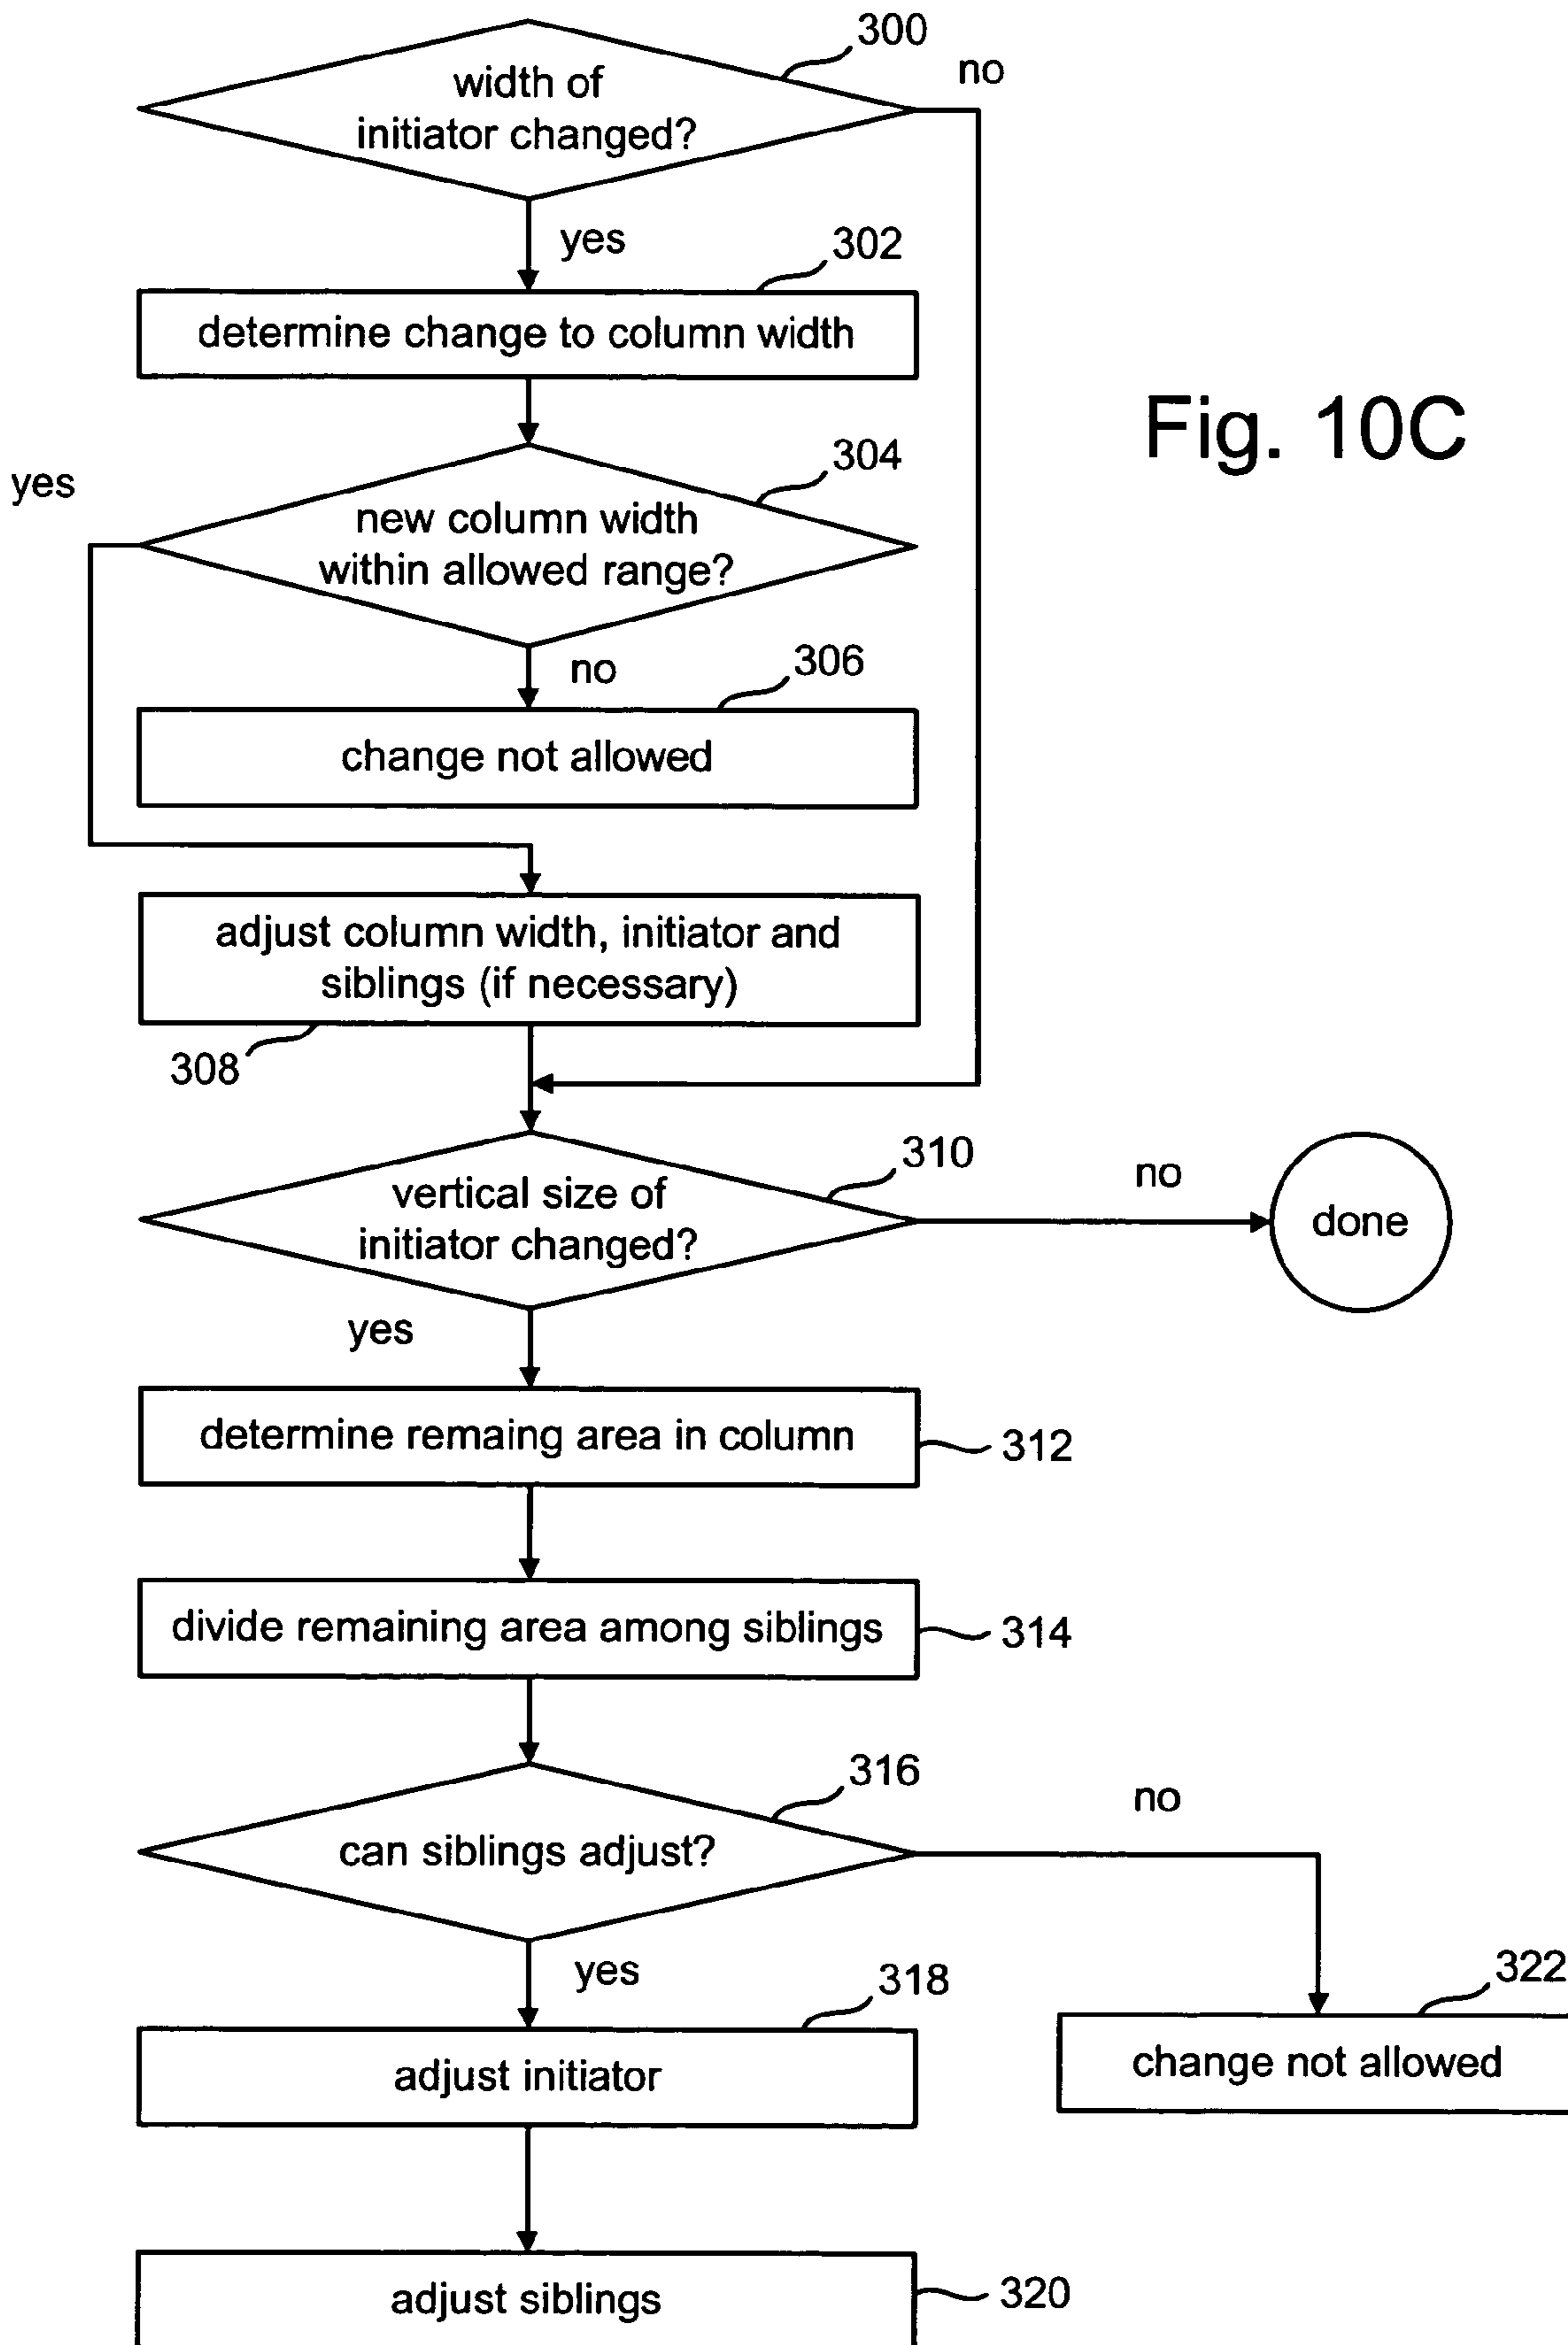 300
no
width of
initiator changed?
yes
302
determine change to column width
Fig. 10C
304
yes
new column width
within allowed range?
no
306
change not allowed
adjust column width, initiator and
siblings (if necessary)
308
310
no
vertical size of
initiator changed?
done
yes
determine remaing area in column
312
divide remaining area among siblings
314
316
no
can siblings adjust?
yes
318
322
adjust initiator
change not allowed
adjust siblings
320